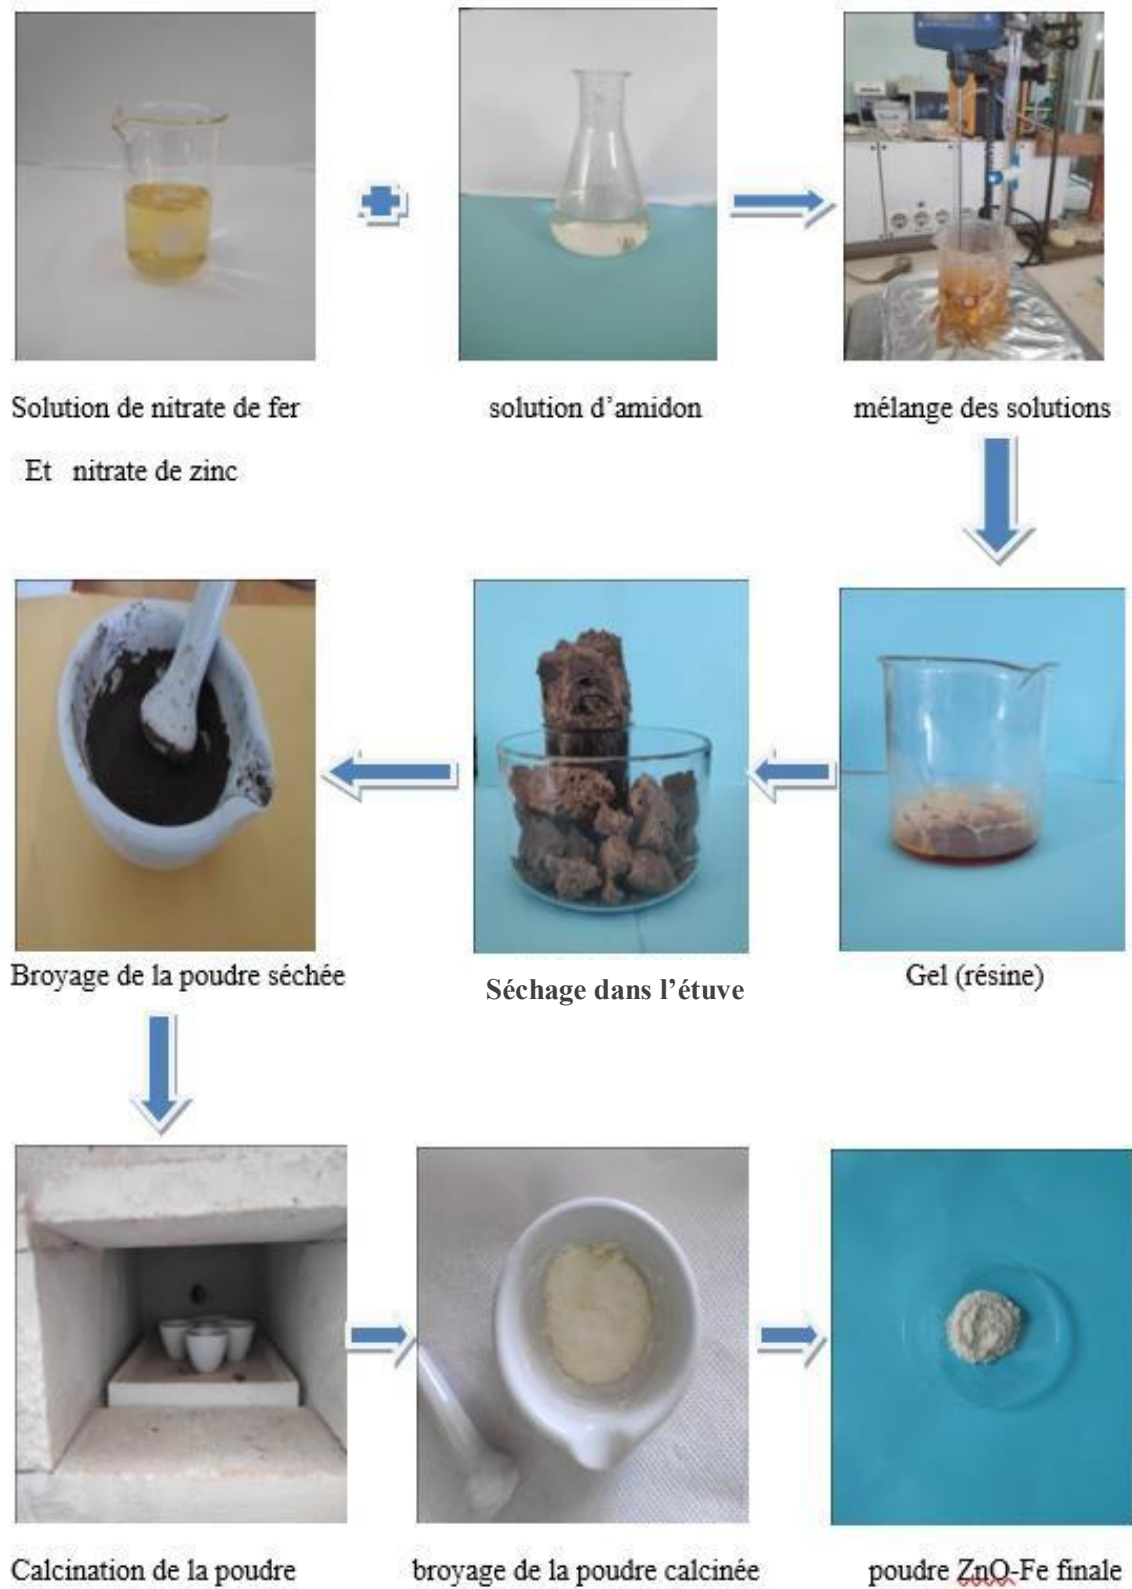 Solution de nitrate de fer
Et nitrate de zinc
solution d’amidon
mélange des solutions
Broyage de la poudre séchée
Séchage dans l’étuve
Gel (résine)
Calcination de la poudre
broyage de la poudre calcinée
poudre ZnO-Fe finale